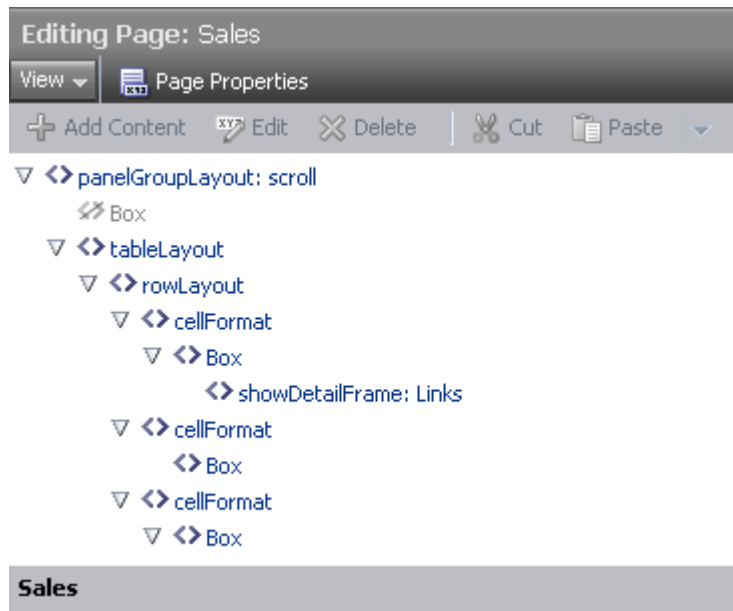 Editing Page: Sales
View Page Properties
Add Content Edit Delete Cut Paste
<> panelGroupLayout: scroll
Box
<> tableLayout
<> rowLayout
<> cellFormat
<> Box
<> showDetailFrame: Links
<> cellFormat
<> Box
<> cellFormat
<> Box
Sales